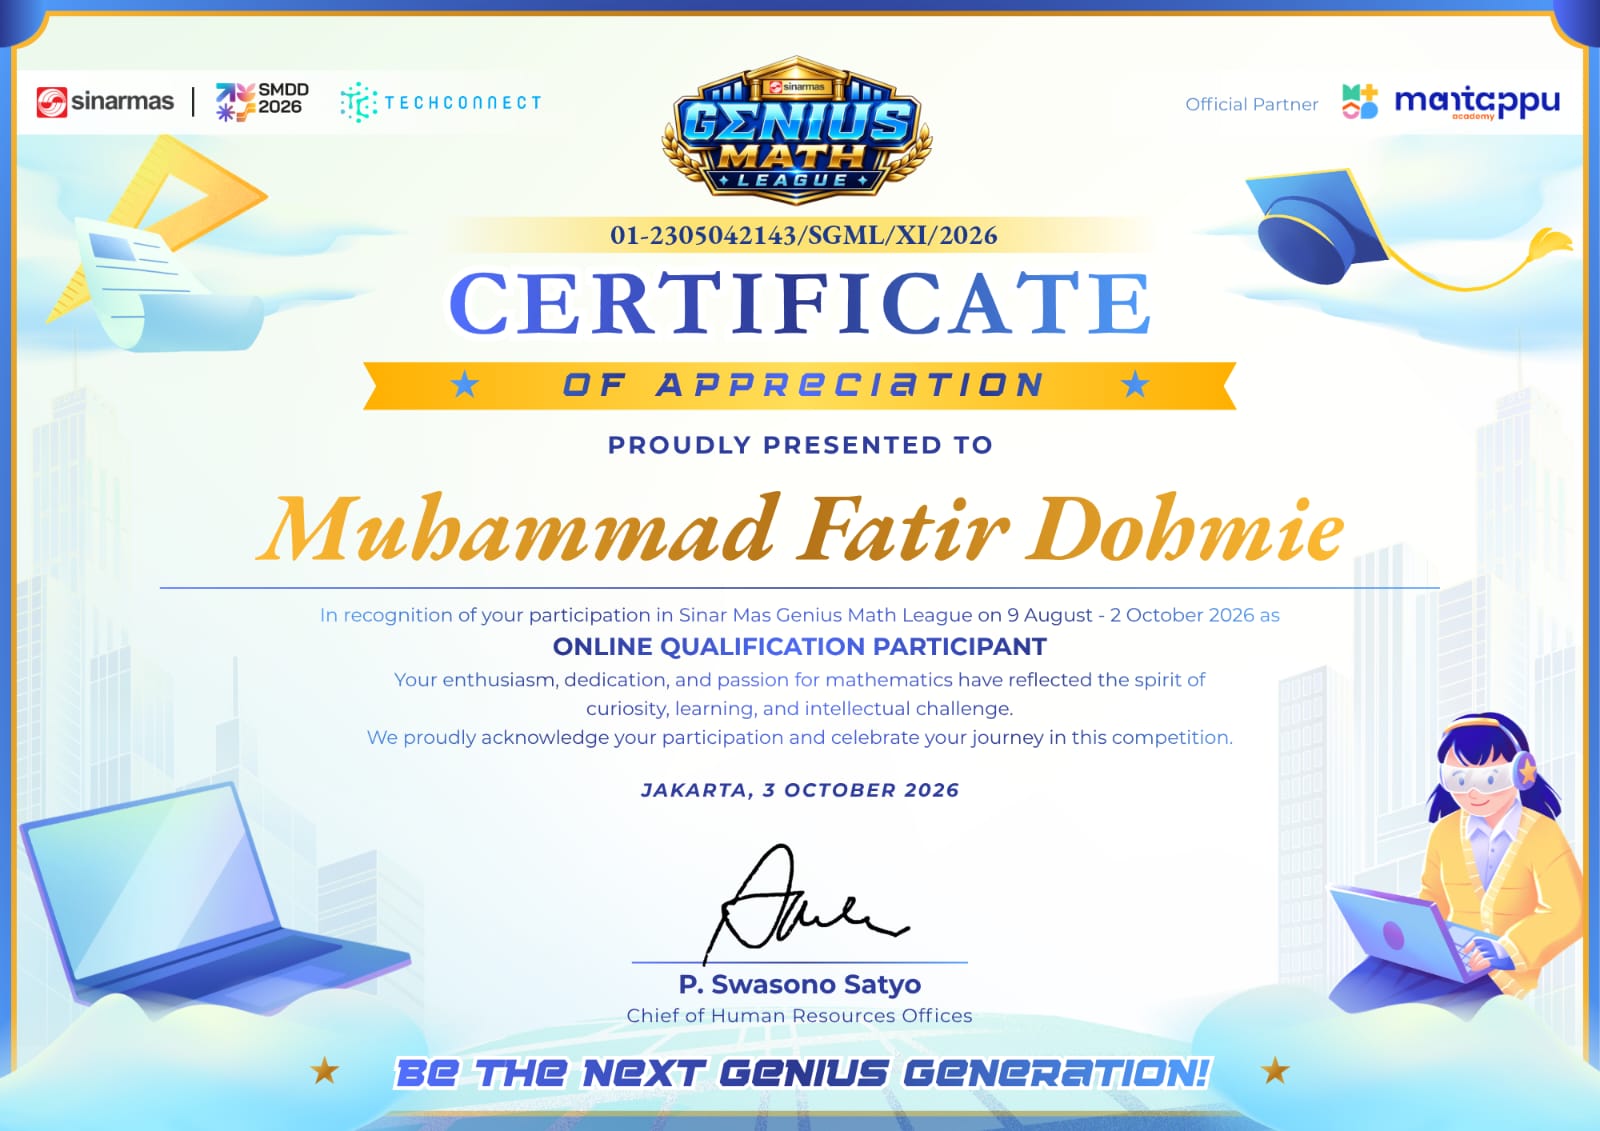 sinarmas
SMDD
2026
TECHCONNECT
sinarmas
GENIUS
MATH
LEAGUE
Official Partner
mantappu
academy
01-2305042143/SGML/XI/2026
CERTIFICATE
OF APPRECIATION
PROUDLY PRESENTED TO
Muhammad Fatir Dohmie
In recognition of your participation in Sinar Mas Genius Math League on 9 August - 2 October 2026 as
ONLINE QUALIFICATION PARTICIPANT
Your enthusiasm, dedication, and passion for mathematics have reflected the spirit of
curiosity, learning, and intellectual challenge.
We proudly acknowledge your participation and celebrate your journey in this competition.
JAKARTA, 3 OCTOBER 2026
P. Swasono Satyo
Chief of Human Resources Offices
BE THE NEXT GENIUS GENERATION!